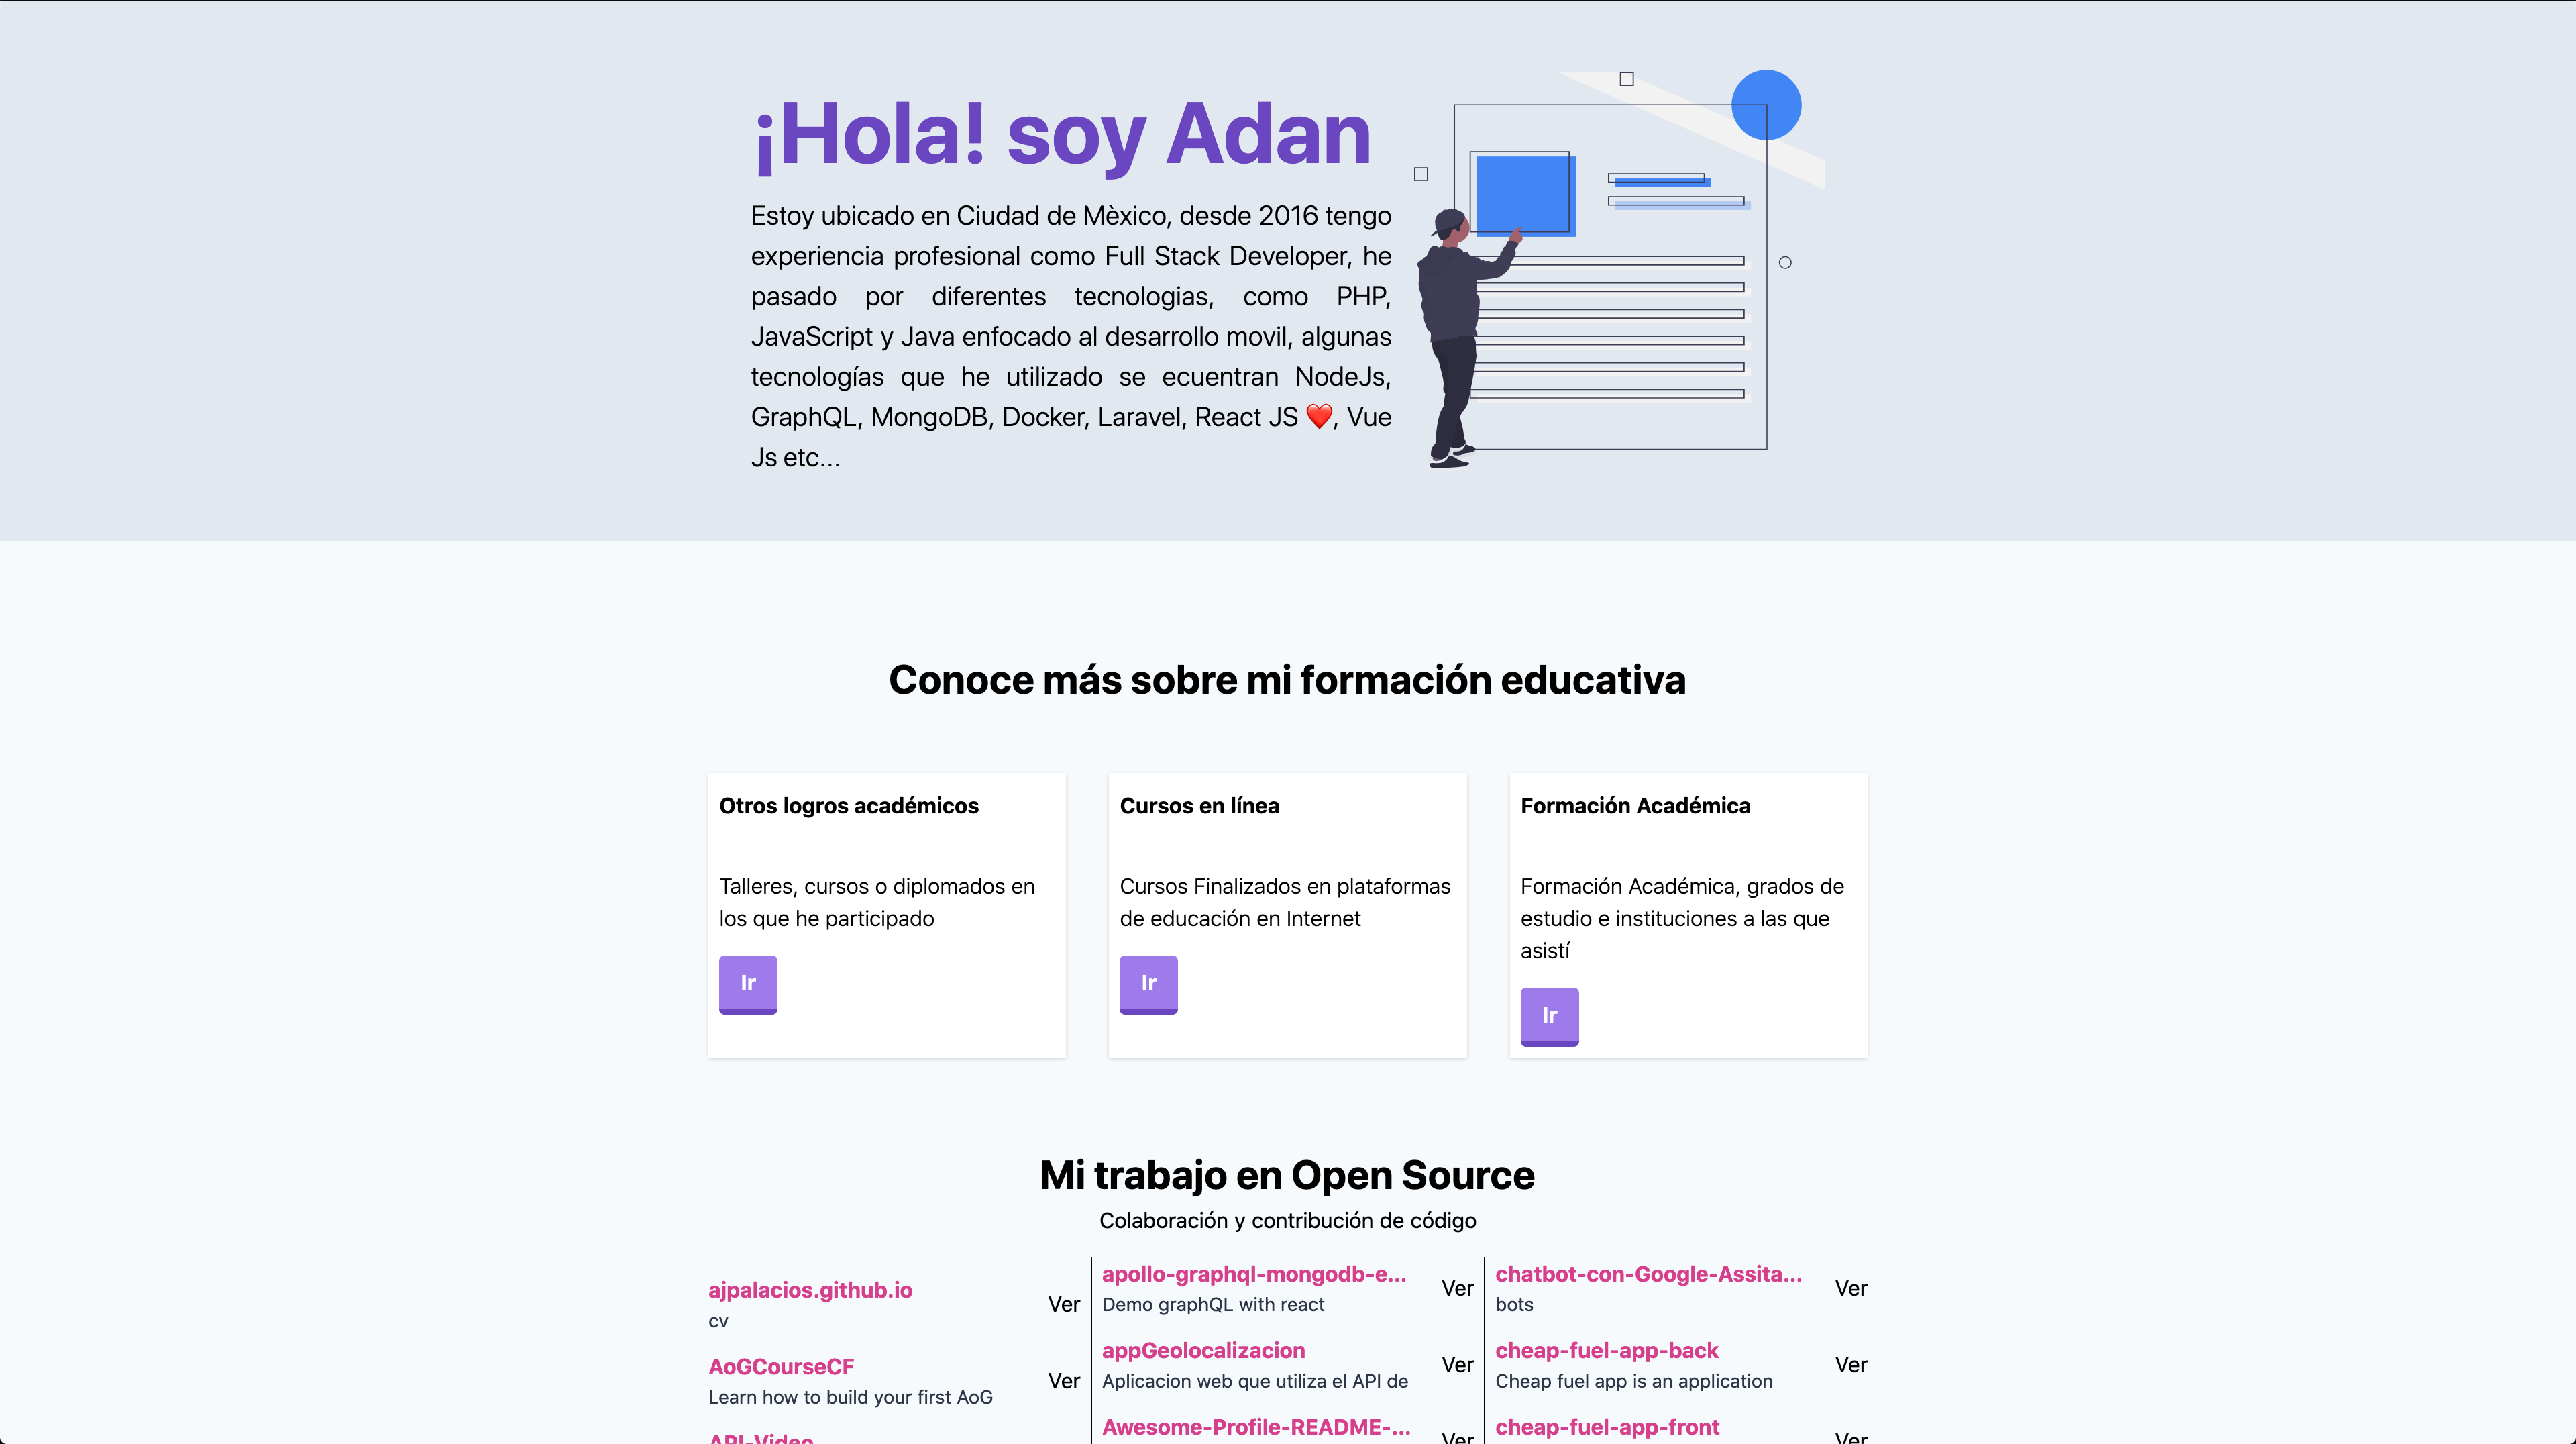 ¡Hola! soy Adan
Estoy ubicado en Ciudad de Mèxico, desde 2016 tengo
experiencia profesional como Full Stack Developer, he
pasado por diferentes tecnologias, como PHP,
JavaScript y Java enfocado al desarrollo movil, algunas
tecnologías que he utilizado se ecuentran NodeJs,
GraphQL, MongoDB, Docker, Laravel, React JS ❤️, Vue
Js etc...
Conoce más sobre mi formación educativa
Otros logros académicos
Talleres, cursos o diplomados en
los que he participado
Ir
Cursos en línea
Cursos Finalizados en plataformas
de educación en Internet
Ir
Formación Académica
Formación Académica, grados de
estudio e instituciones a las que
asistí
Ir
Mi trabajo en Open Source
Colaboración y contribución de código
ajpalacios.github.io
cv
Ver
AoGCourseCF
Learn how to build your first AoG
Ver
API-Video
apollo-graphql-mongodb-e...
Demo graphQL with react
Ver
appGeolocalizacion
Aplicacion web que utiliza el API de
Ver
Awesome-Profile-README-...
Ver
chatbot-con-Google-Assita...
bots
Ver
cheap-fuel-app-back
Cheap fuel app is an application
Ver
cheap-fuel-app-front
Ver